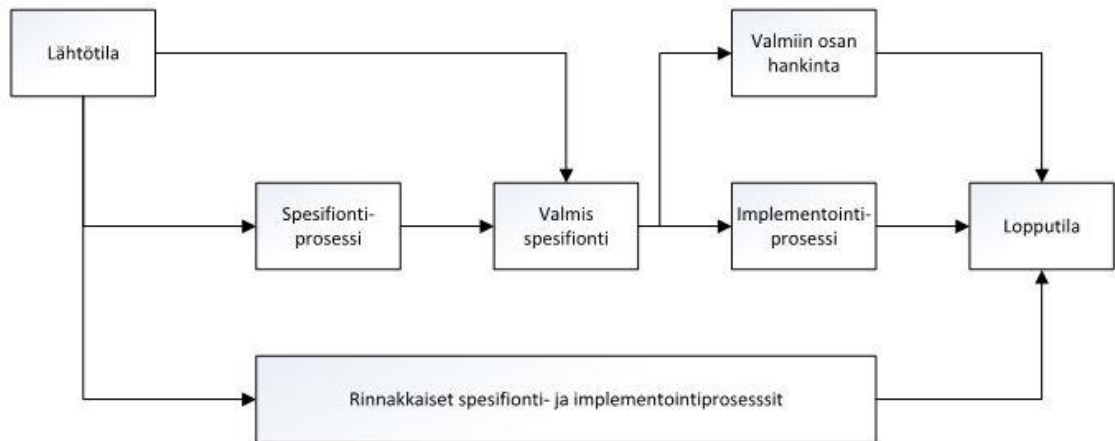 Lähtötila
Valmiin osan
hankinta
Spesifionti-
prosessi
Valmis
spesifionti
Implementointi-
prosessi
Lopputila
Rinnakkaiset spesifionti- ja implementointiprosesssit